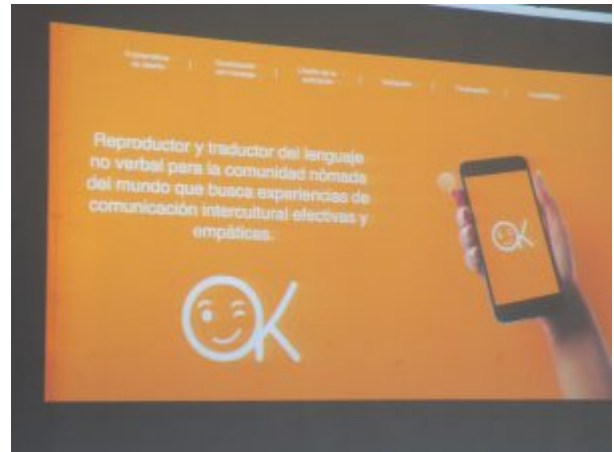 Reproductor y traductor del lenguaje
no verbal para la comunidad nómada
del mundo que busca experiencias de
comunicación intercultural efectivas y
empáticas.
OK
OK